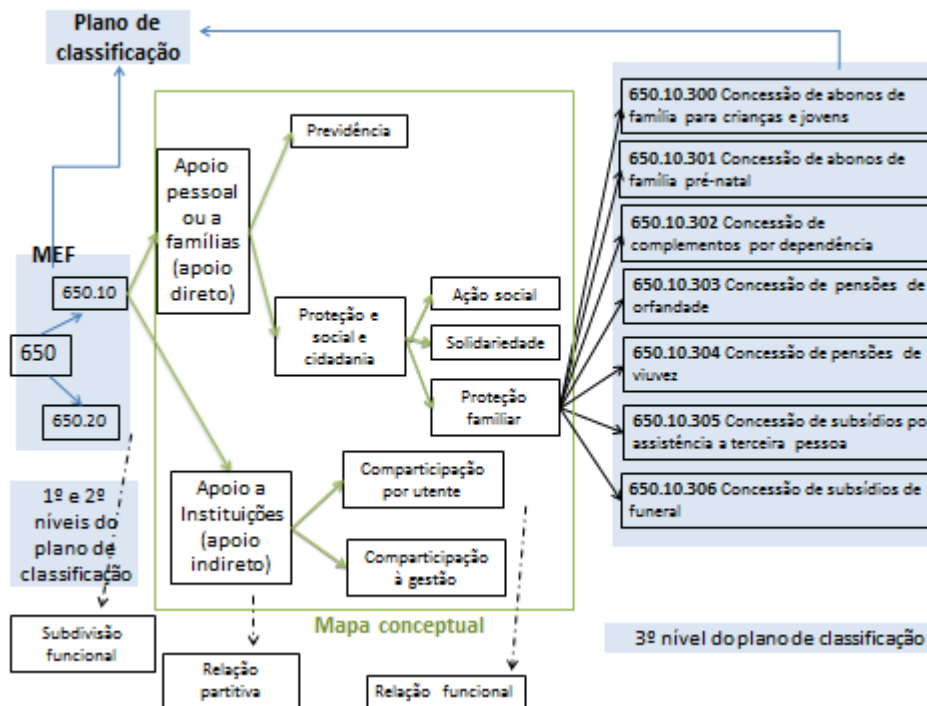 Plano de
classificação
MEF
650.10
650
650.20
1º e 2º
níveis do
plano de
classificação
Subdivisão
funcional
Apoio
pessoal
ou a
famílias
(apoio
direto)
Previdência
Proteção e
social e
cidadania
Ação social
Solidariedade
Proteção
familiar
Apoio a
Instituições
(apoio
indireto)
Comparticipação
por utente
Comparticipação
à gestão
Mapa conceptual
Relação
partitiva
Relação funcional
650.10.300 Concessão de abonos de
família para crianças e jovens
650.10.301 Concessão de abonos de
família pré-natal
650.10.302 Concessão de
complementos por dependência
650.10.303 Concessão de pensões de
orfandade
650.10.304 Concessão de pensões de
viuvez
650.10.305 Concessão de subsídios po
assistência a terceira pessoa
650.10.306 Concessão de subsídios de
funeral
3º nível do plano de classificação